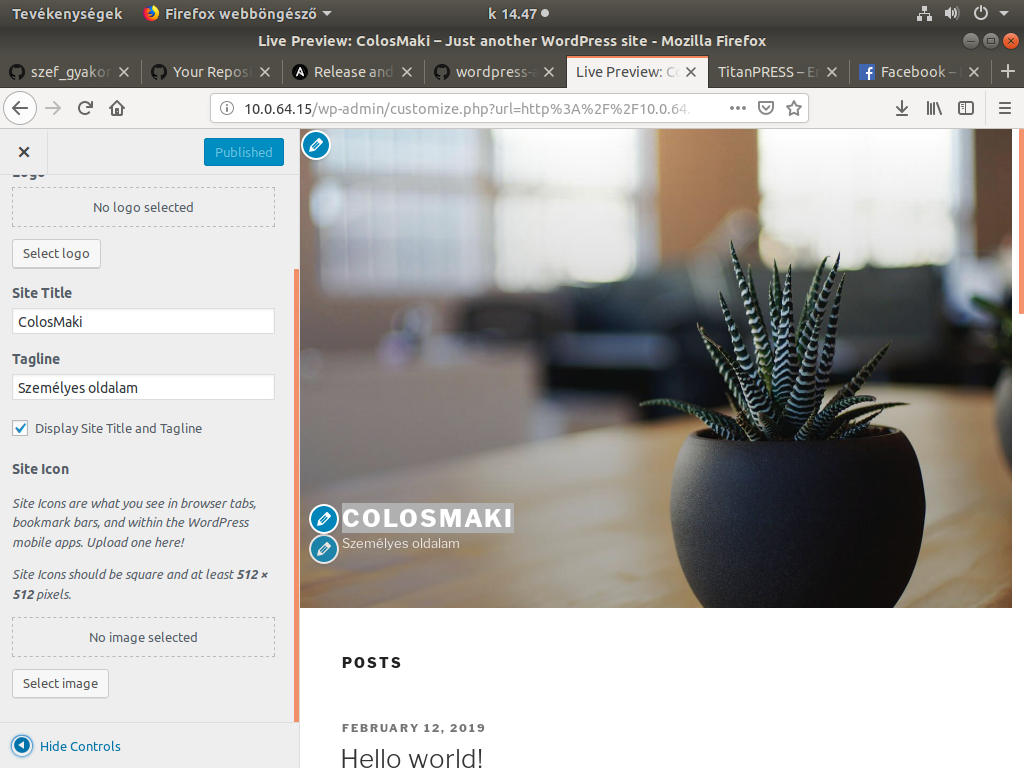 Tevékenységek Firefox webböngésző k 14.47
Live Preview: ColosMaki – Just another WordPress site - Mozilla Firefox
szef_gyakor Your Repos Release and wordpress-a Live Preview: Co TitanPRESS – Er Facebook – L
10.0.64.15/wp-admin/customize.php?url=http%3A%2F%2F10.0.64.
Published
Logo
No logo selected
Select logo
Site Title
ColosMaki
Tagline
Személyes oldalam
Display Site Title and Tagline
Site Icon
Site Icons are what you see in browser tabs,
bookmark bars, and within the WordPress
mobile apps. Upload one here!
Site Icons should be square and at least 512 ×
512 pixels.
No image selected
Select image
Hide Controls
COLOSMAKI
Személyes oldalam
POSTS
FEBRUARY 12, 2019
Hello world!